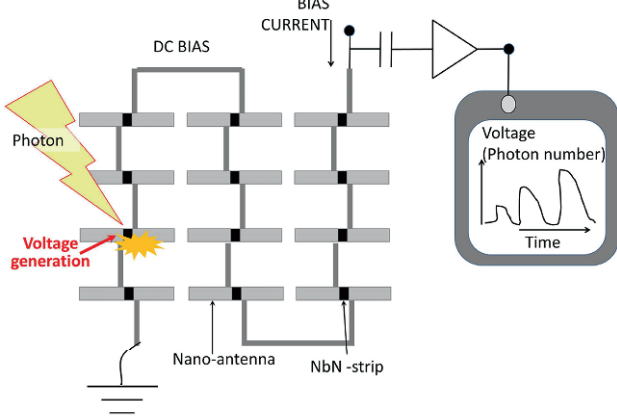 BIAS
CURRENT
DC BIAS
Photon
Voltage
(Photon number)
Time
Voltage
generation
Nano-antenna
NbN -strip